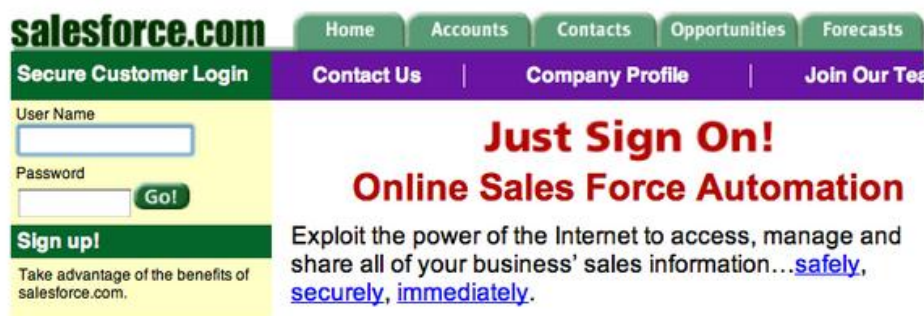 salesforce.com
Home Accounts Contacts Opportunities Forecasts
Secure Customer Login
Contact Us | Company Profile | Join Our Tea
User Name
Password
Go!
Sign up!
Take advantage of the benefits of
salesforce.com.
Just Sign On!
Online Sales Force Automation
Exploit the power of the Internet to access, manage and
share all of your business’ sales information…safely,
securely, immediately.